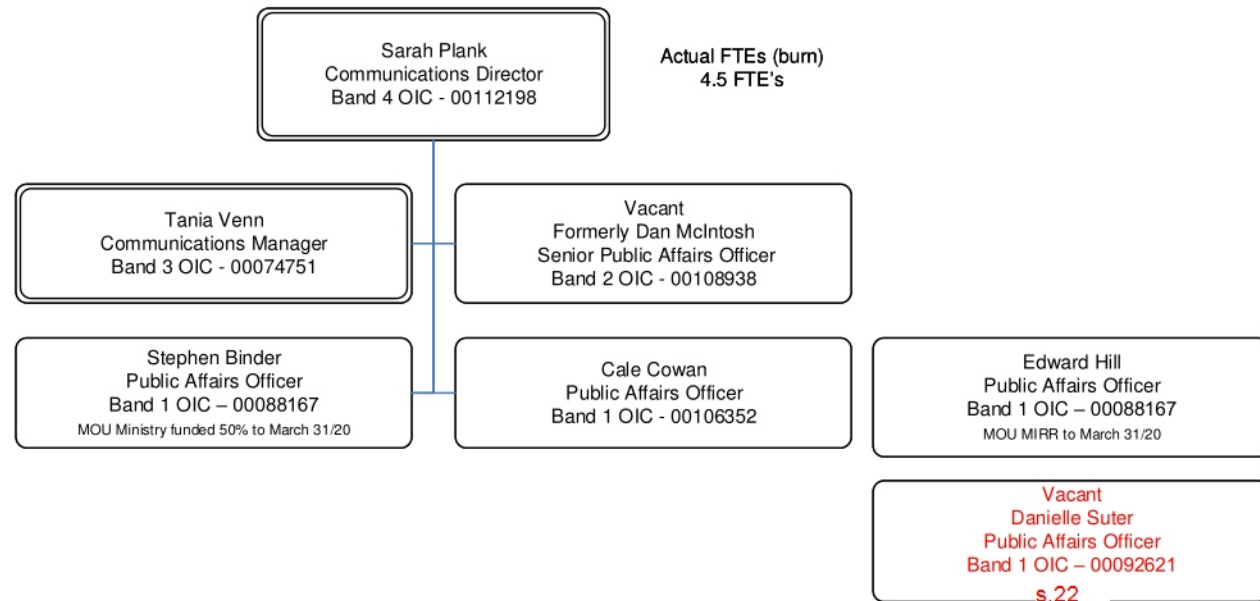 Sarah Plank
Communications Director
Band 4 OIC - 00112198
Actual FTEs (burn)
4.5 FTE's
Tania Venn
Communications Manager
Band 3 OIC - 00074751
Vacant
Formerly Dan McIntosh
Senior Public Affairs Officer
Band 2 OIC - 00108938
Stephen Binder
Public Affairs Officer
Band 1 OIC – 00088167
MOU Ministry funded 50% to March 31/20
Cale Cowan
Public Affairs Officer
Band 1 OIC - 00106352
Edward Hill
Public Affairs Officer
Band 1 OIC – 00088167
MOU MIRR to March 31/20
Vacant
Danielle Suter
Public Affairs Officer
Band 1 OIC – 00092621
s.22